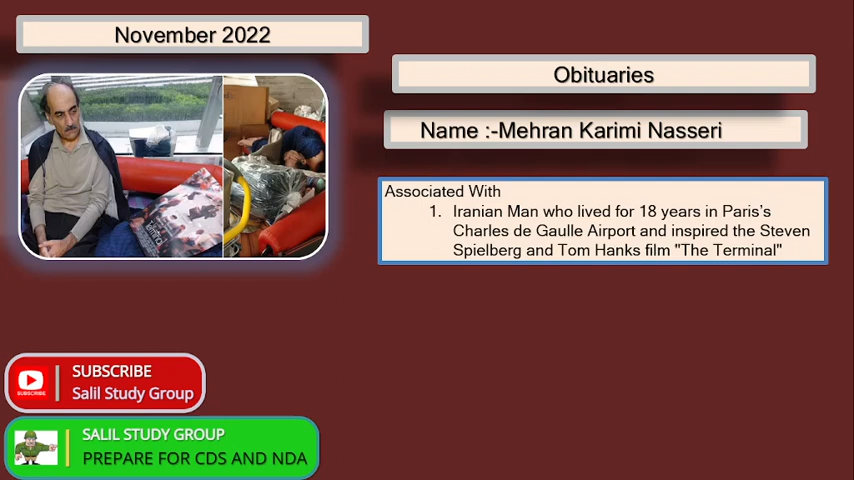 November 2022
Obituaries
Name :-Mehran Karimi Nasseri
Associated With
1. Iranian Man who lived for 18 years in Paris's
Charles de Gaulle Airport and inspired the Steven
Spielberg and Tom Hanks film "The Terminal"
SUBSCRIBE
SUBSCRIBE
Salil Study Group
SALIL STUDY GROUP
PREPARE FOR CDS AND NDA